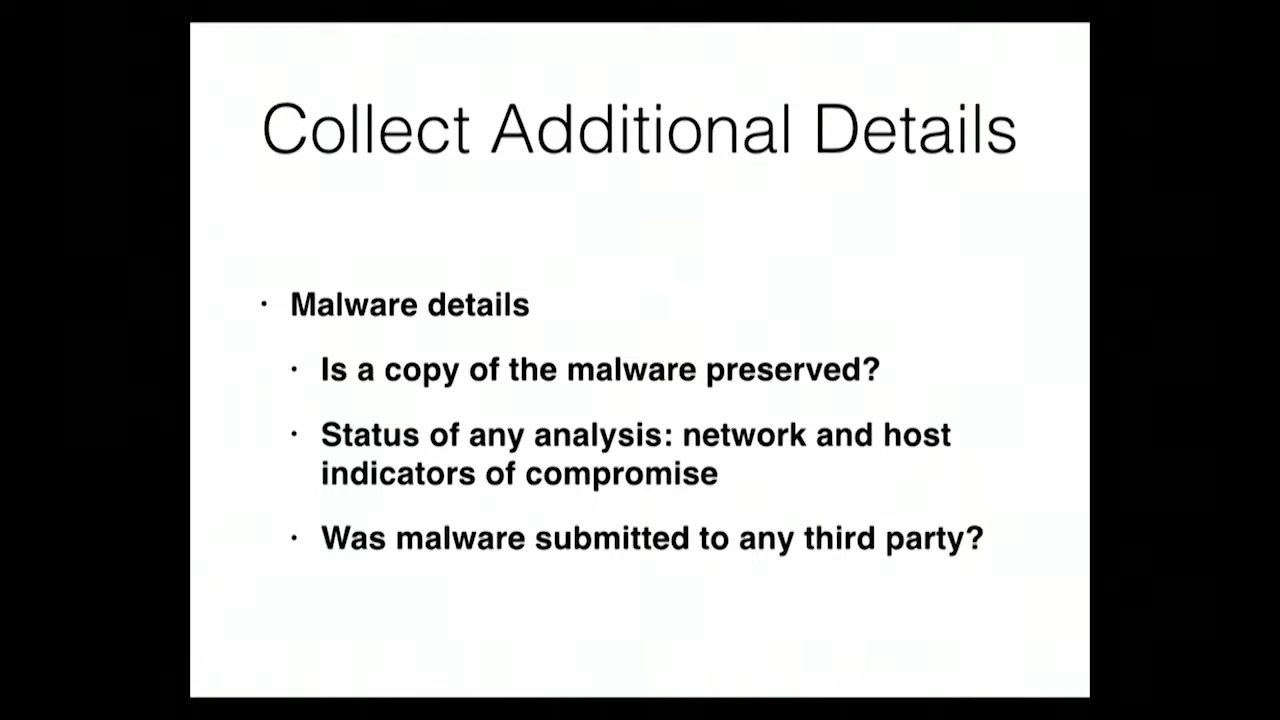 Collect Additional Details
• Malware details
• Is a copy of the malware preserved?
• Status of any analysis: network and host
indicators of compromise
• Was malware submitted to any third party?